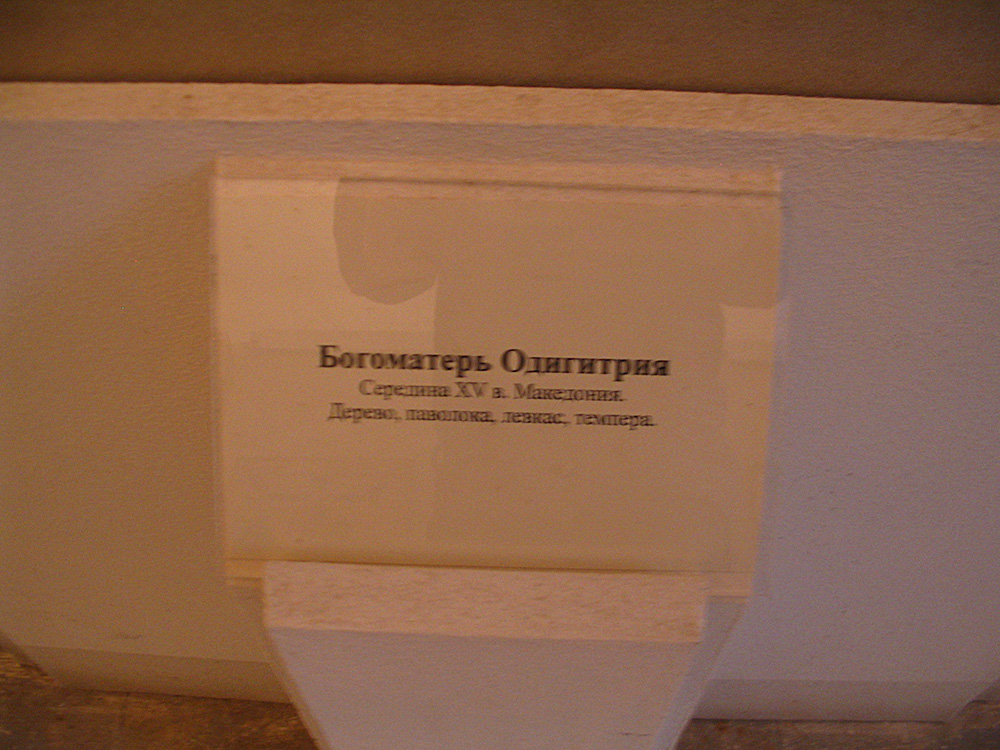 Богоматерь Одигитрия
Середина XV в. Македония.
Дерево, паволока, левкас, темпера.